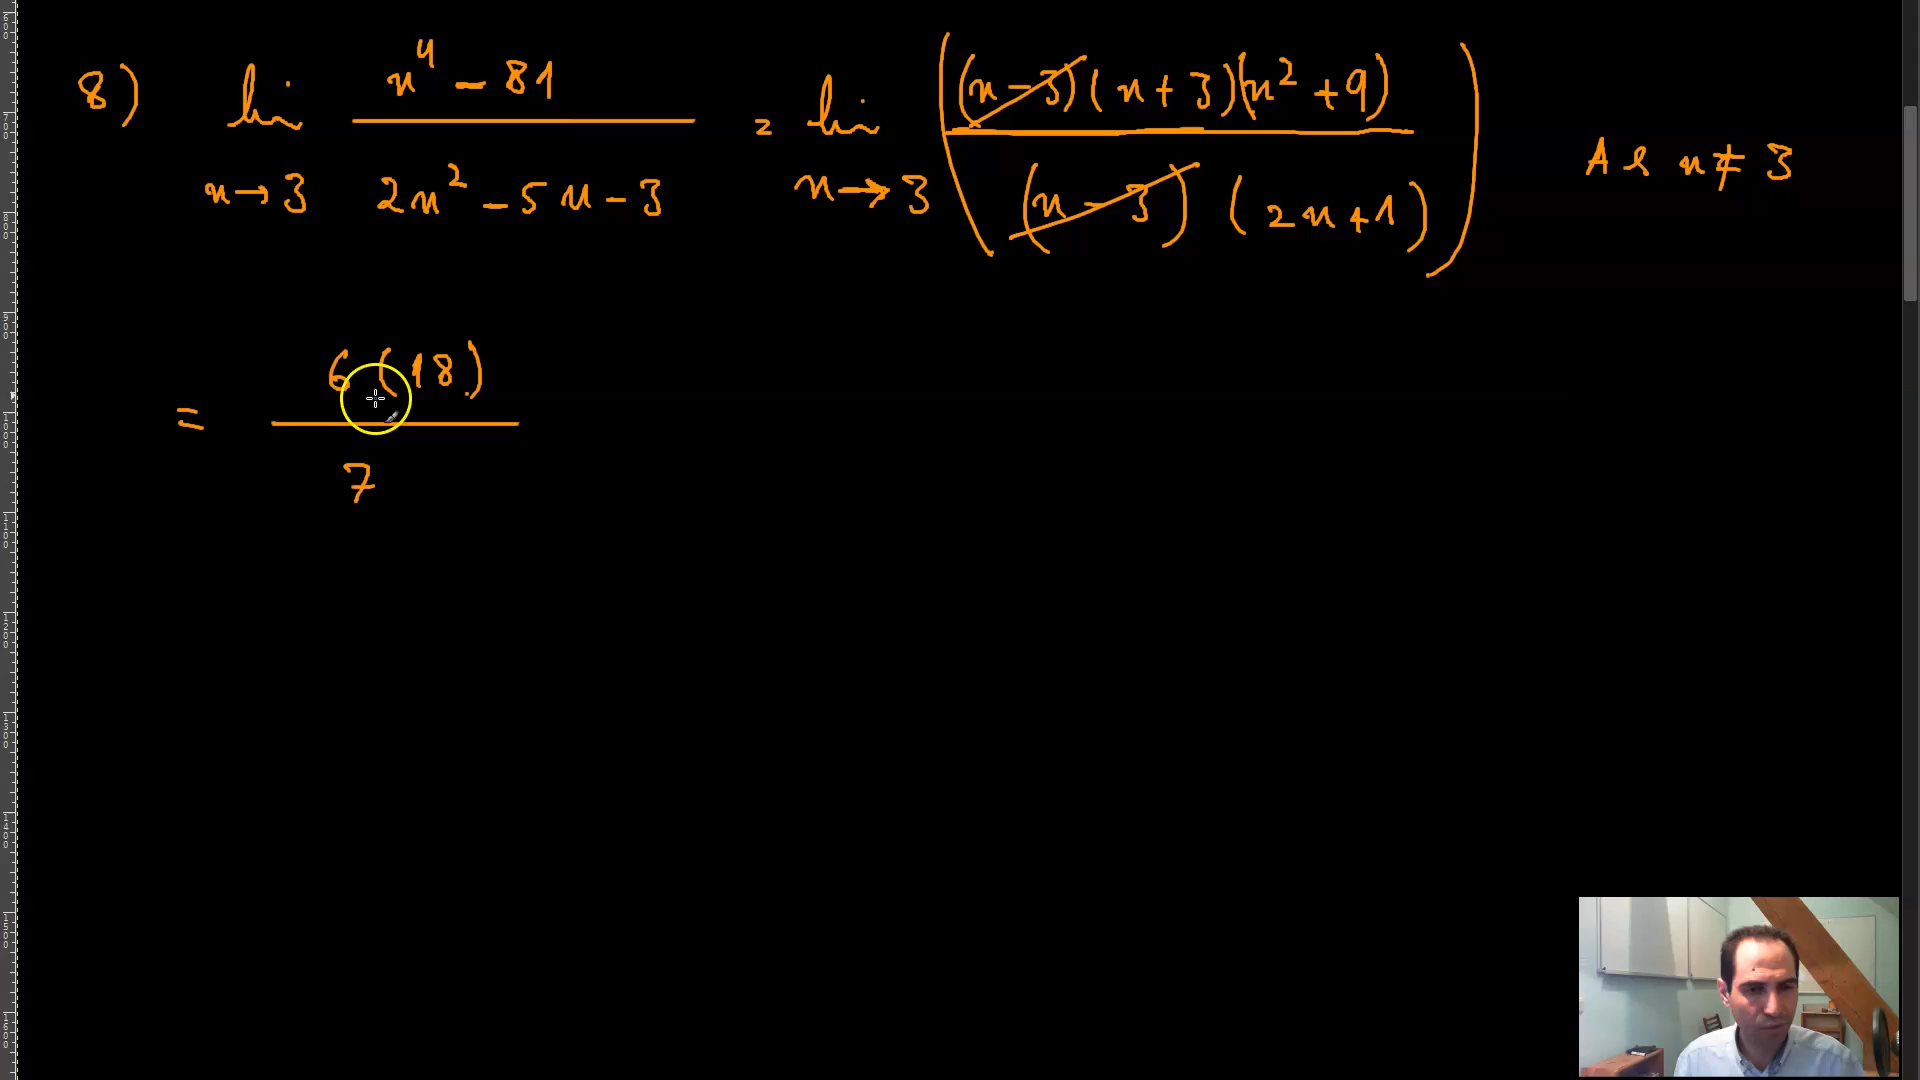 8) lim x→3 (x⁴ - 81)/(2x² - 5x - 3) = lim x→3 ((x-3)(x+3)(x²+9)/(x-3)(2x+1)) As x ≠ 3
= 6(18)/7